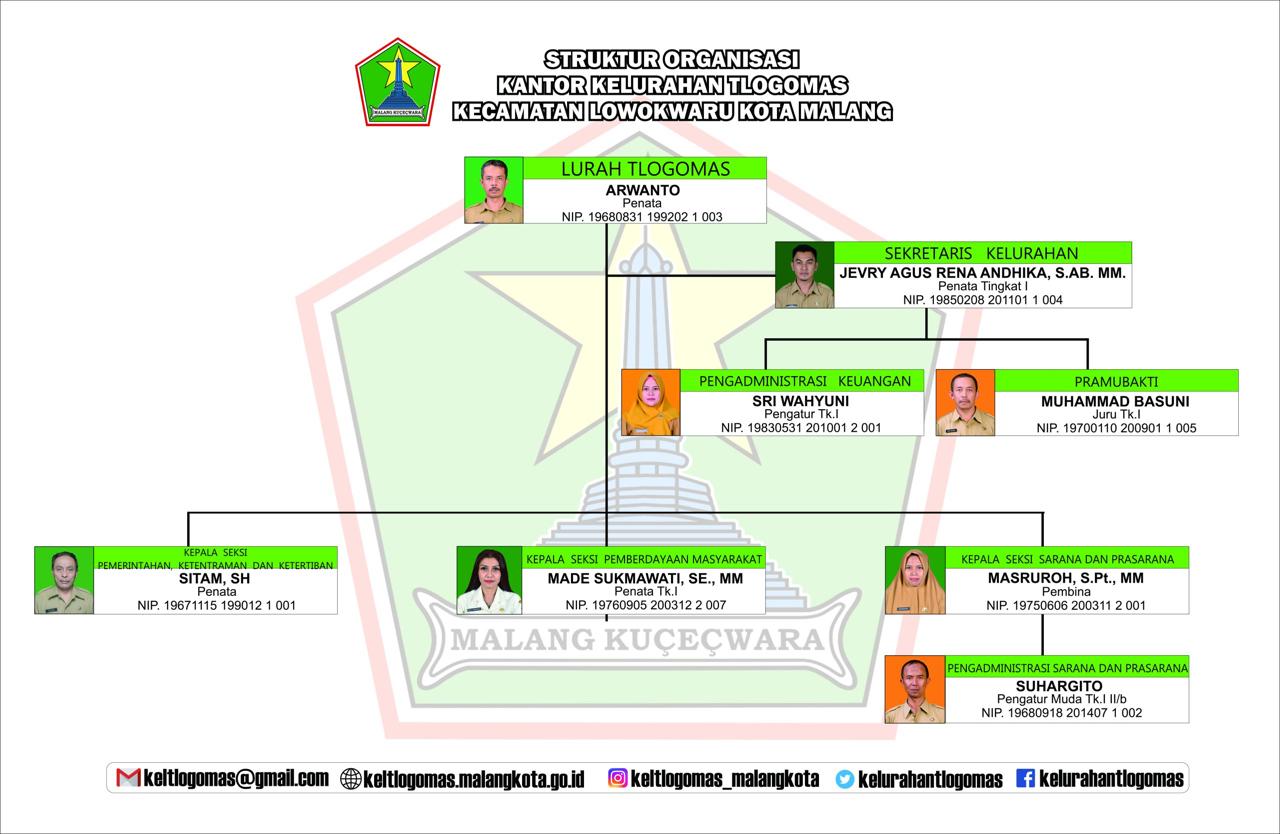 STRUKTUR ORGANISASI
KANTOR KELURAHAN TLOGOMAS
KECAMATAN LOWOKWARU KOTA MALANG
MALANG KUÇEÇWARA
LURAH TLOGOMAS
ARWANTO
Penata
NIP. 19680831 199202 1 003
SEKRETARIS KELURAHAN
JEVRY AGUS RENA ANDHIKA, S.AB. MM.
Penata Tingkat I
NIP. 19850208 201101 1 004
PENGADMINISTRASI KEUANGAN
SRI WAHYUNI
Pengatur Tk.I
NIP. 19830531 201001 2 001
PRAMUBAKTI
MUHAMMAD BASUNI
Juru Tk.I
NIP. 19700110 200901 1 005
KEPALA SEKSI
PEMERINTAHAN, KETENTRAMAN DAN KETERTIBAN
SITAM, SH
Penata
NIP. 19671115 199012 1 001
KEPALA SEKSI PEMBERDAYAAN MASYARAKAT
MADE SUKMAWATI, SE., MM
Penata Tk.I
NIP. 19760905 200312 2 007
KEPALA SEKSI SARANA DAN PRASARANA
MASRUROH, S.Pt., MM
Pembina
NIP. 19750606 200311 2 001
MALANG KUÇEÇWARA
PENGADMINISTRASI SARANA DAN PRASARANA
SUHARGITO
Pengatur Muda Tk.I II/b
NIP. 19680918 201407 1 002
keltlogomas@gmail.com keltlogomas.malangkota.go.id keltlogomas_malangkota kelurahantlogomas kelurahantlogomas